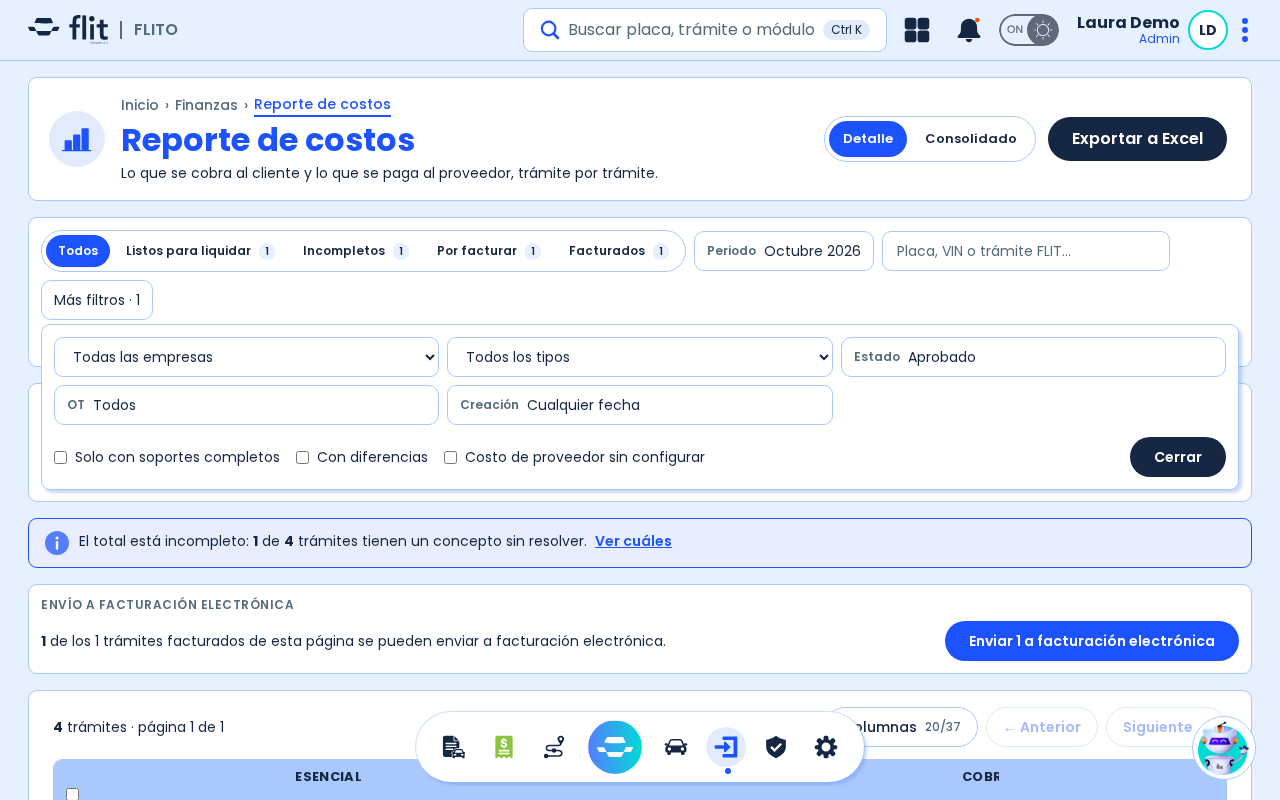 flit | FLITO
Buscar placa, trámite o módulo Ctrl K
ON
Laura Demo
Admin
LD
Inicio › Finanzas › Reporte de costos
Reporte de costos
Lo que se cobra al cliente y lo que se paga al proveedor, trámite por trámite.
Detalle Consolidado Exportar a Excel
Todos Listos para liquidar 1 Incompletos 1 Por facturar 1 Facturados 1 Periodo Octubre 2026 Placa, VIN o trámite FLIT...
Más filtros · 1
Todas las empresas Todos los tipos Estado Aprobado
OT Todos Creación Cualquier fecha
Solo con soportes completos Con diferencias Costo de proveedor sin configurar Cerrar
El total está incompleto: 1 de 4 trámites tienen un concepto sin resolver. Ver cuáles
ENVÍO A FACTURACIÓN ELECTRÓNICA
1 de los 1 trámites facturados de esta página se pueden enviar a facturación electrónica. Enviar 1 a facturación electrónica
4 trámites · página 1 de 1 olumnas 20/37 ← Anterior Siguiente
ESENCIAL COBR